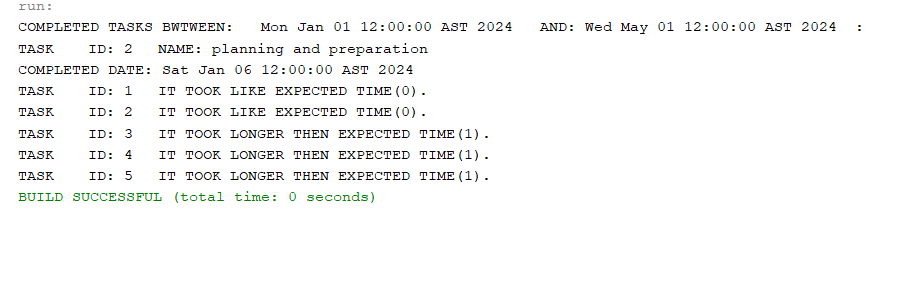 run:
COMPLETED TASKS BWTWEEN:   Mon Jan 01 12:00:00 AST 2024   AND: Wed May 01 12:00:00 AST 2024  :
TASK    ID: 2   NAME: planning and preparation
COMPLETED DATE: Sat Jan 06 12:00:00 AST 2024
TASK    ID: 1   IT TOOK LIKE EXPECTED TIME(0).
TASK    ID: 2   IT TOOK LIKE EXPECTED TIME(0).
TASK    ID: 3   IT TOOK LONGER THEN EXPECTED TIME(1).
TASK    ID: 4   IT TOOK LONGER THEN EXPECTED TIME(1).
TASK    ID: 5   IT TOOK LONGER THEN EXPECTED TIME(1).
BUILD SUCCESSFUL (total time: 0 seconds)